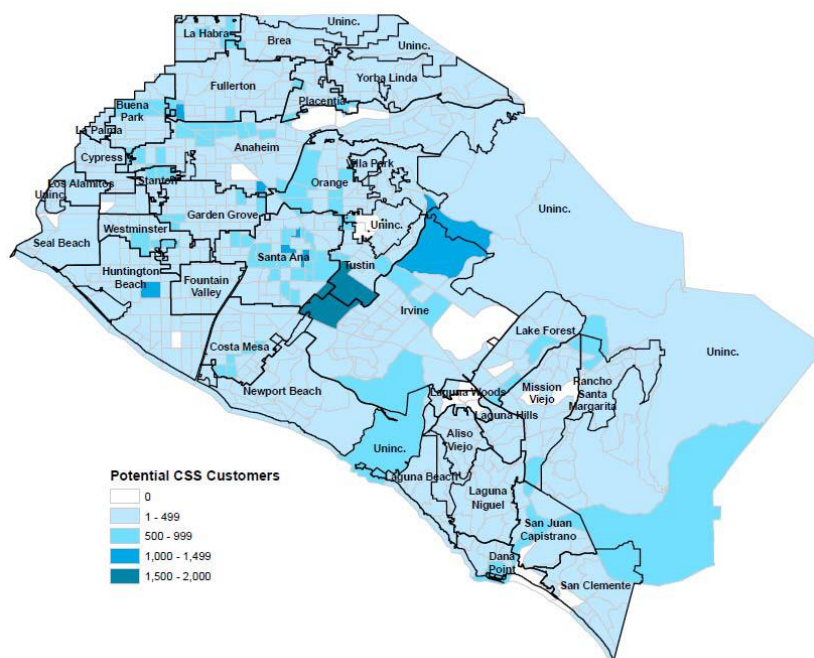 Uninc.
La Habra
Brea
Uninc.
Yorba Linda
Fullerton
Placentia
Buena
Park
La Palma
Anaheim
Cypress
Villa Park
Orange
Stanton
Los Alamitos
Uninc.
Uninc.
Garden Grove
Westminster
Uninc.
Seal Beach
Santa Ana
Tustin
Huntington
Beach
Fountain
Valley
Irvine
Lake Forest
Costa Mesa
Uninc.
Mission
Viejo
Rancho
Santa
Margarita
Newport Beach
Laguna Woods
Laguna Hills
Aliso
Viejo
Uninc.
Laguna Beach
Laguna
Niguel
San Juan
Capistrano
Dana
Point
San Clemente
Potential CSS Customers
0
1 - 499
500 - 999
1,000 - 1,499
1,500 - 2,000